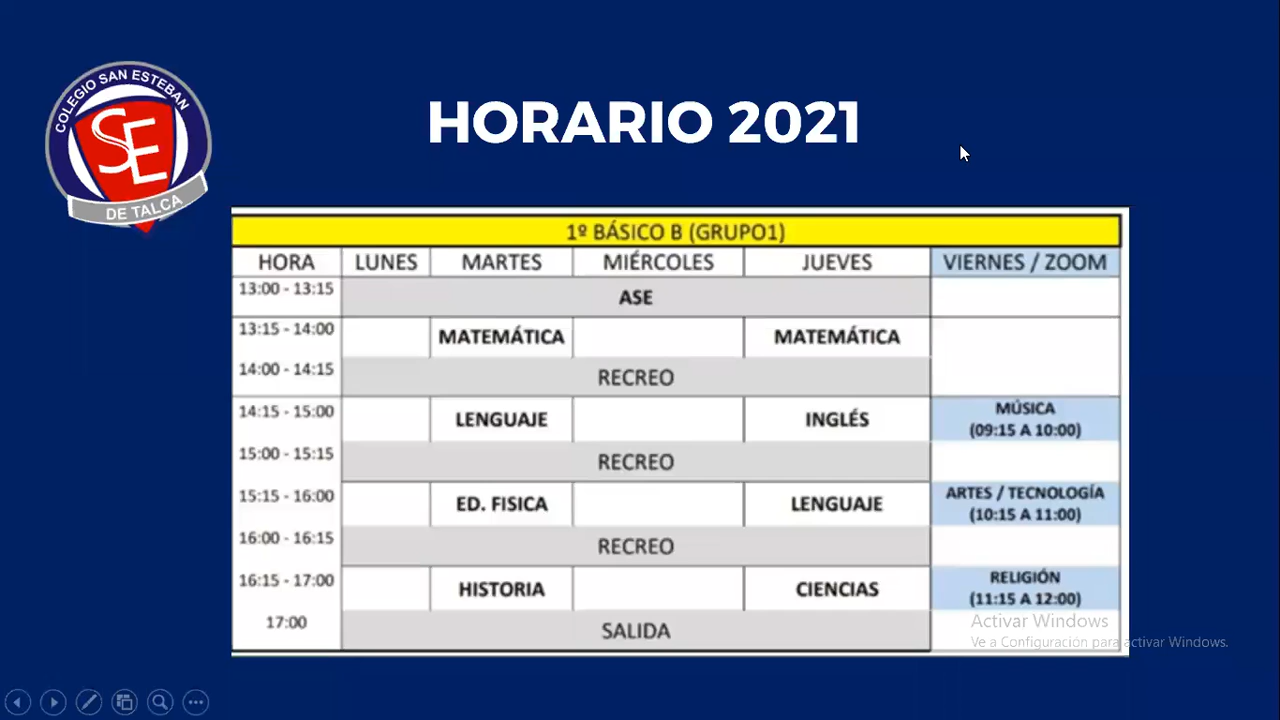 COLEGIO SAN ESTEBAN
SE
DE TALCA
HORARIO 2021
1º BÁSICO B (GRUPO1)
HORA LUNES MARTES MIÉRCOLES JUEVES VIERNES / ZOOM
13:00 - 13:15 ASE
13:15 - 14:00 MATEMÁTICA MATEMÁTICA
14:00 - 14:15 RECREO
14:15 - 15:00 LENGUAJE INGLÉS MÚSICA
(09:15 A 10:00)
15:00 - 15:15 RECREO
15:15 - 16:00 ED. FISICA LENGUAJE ARTES / TECNOLOGÍA
(10:15 A 11:00)
16:00 - 16:15 RECREO
16:15 - 17:00 HISTORIA CIENCIAS RELIGIÓN
(11:15 A 12:00)
17:00 SALIDA
Activar Windows
Ve a Configuración para activar Windows.